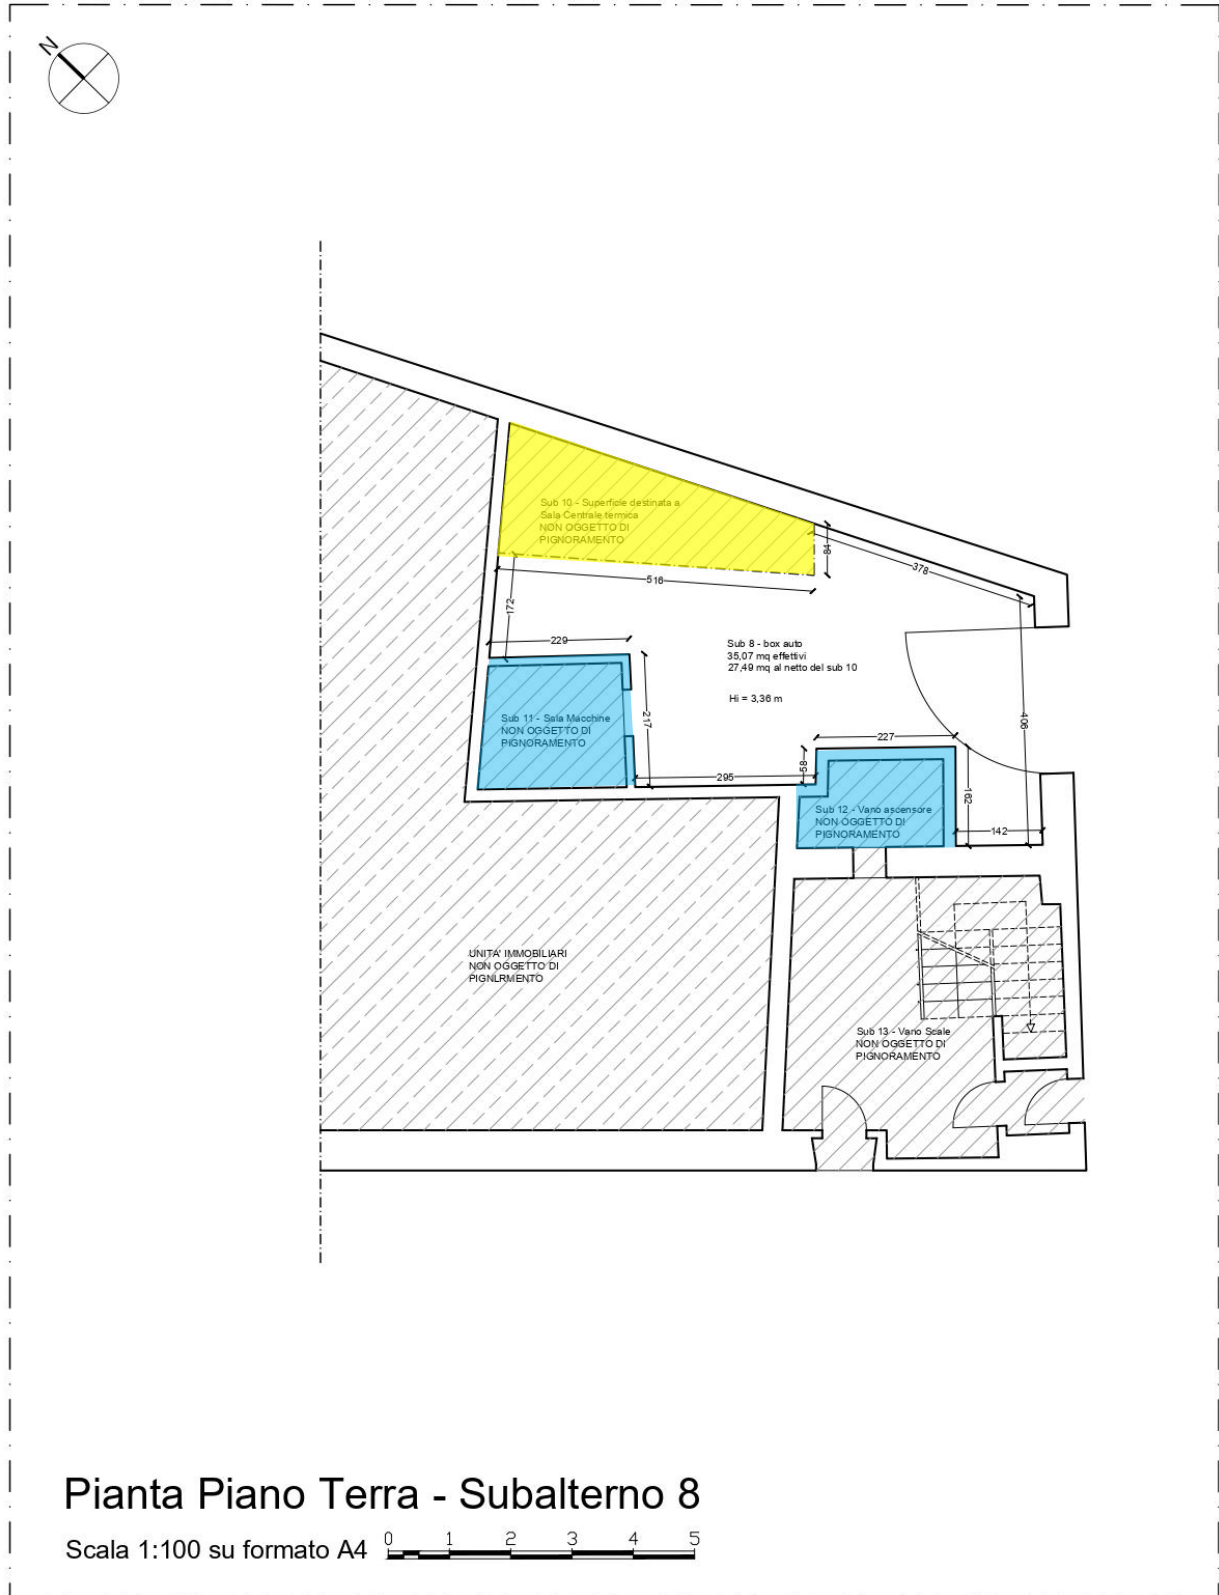 N
Sub 10 - Superficie destinata a
Sala Centrale termica
NON OGGETTO DI
PIGNORAMENTO
84
378
516
172
229
Sub 8 - box auto
35,07 mq effettivi
27,49 mq al netto del sub 10
Hi = 3,36 m
Sub 11 - Sala Macchine
NON OGGETTO DI
PIGNORAMENTO
217
406
227
58
295
162
Sub 12 - Vano ascensore
NON OGGETTO DI
PIGNORAMENTO
142
UNITA' IMMOBILIARI
NON OGGETTO DI
PIGNLRMENTO
Sub 13 - Vano Scale
NON OGGETTO DI
PIGNORAMENTO
Pianta Piano Terra - Subalterno 8
Scala 1:100 su formato A4
0 1 2 3 4 5